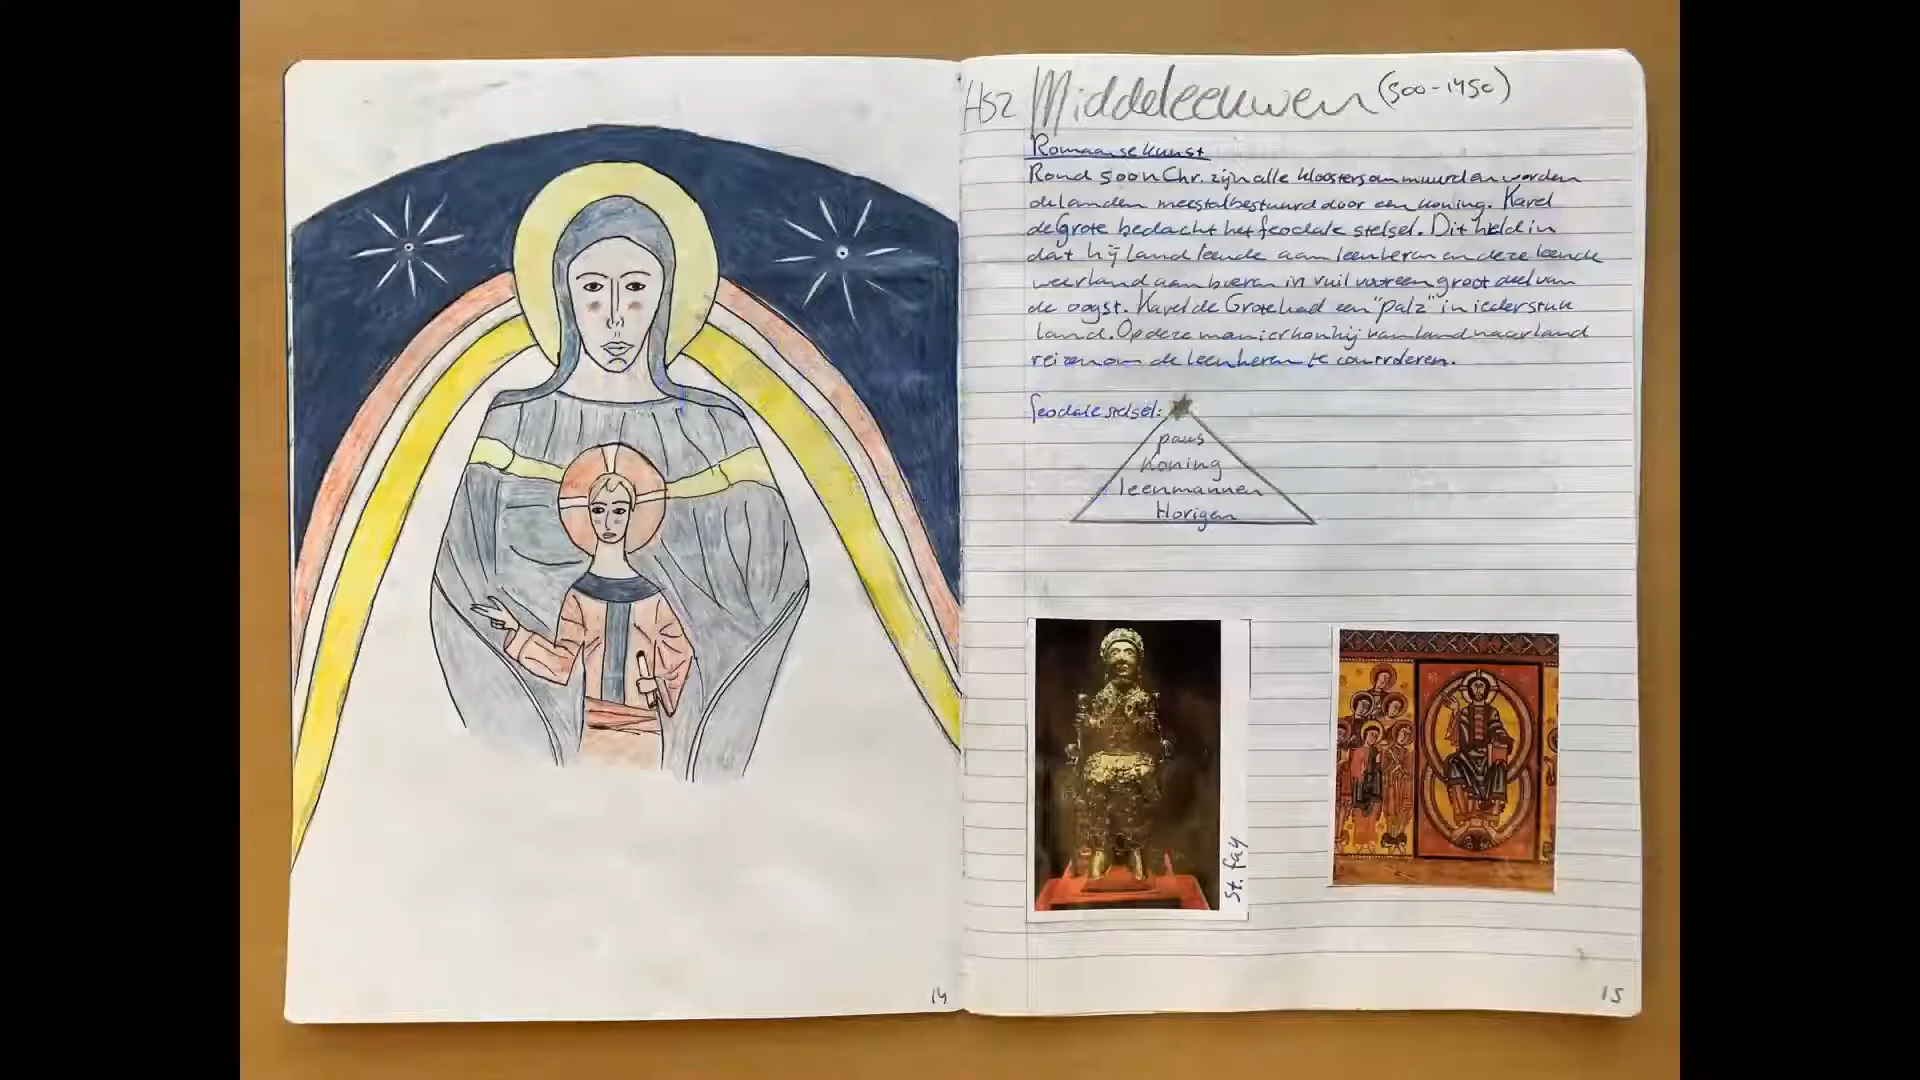 HS2 Middeleeuwen (500-1450)
Romaanse kunst
Rond 500 n Chr. zijn alle kloosters ommuurd en worden
de landen meestal bestuurd door een koning. Karel
de Grote bedacht het feodale stelsel. Dit hield in
dat hij land leende aan leenheren en deze leende
weer land aan boeren in ruil voor een groot deel van
de oogst. Karel de Grote had een "palz" in ieder stuk
land. Op deze manier kon hij van land naar land
reizen om de leenheren te controleren.
feodale stelsel:
paus
koning
leenmannen
Horigen
St. fay
14
15